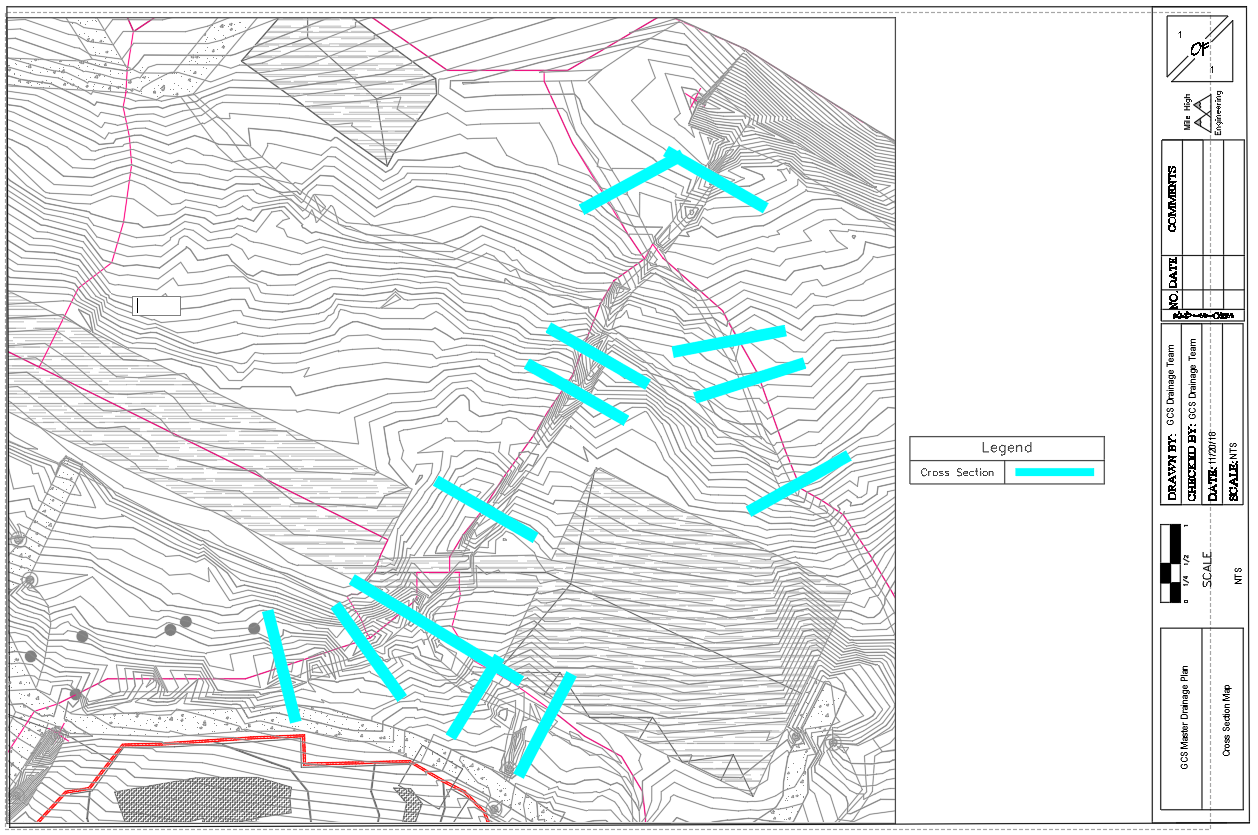 Legend
Cross Section
1
OF
1
Mile High
Engineering
COMMENTS
NO. DATE
DRAWN BY: GCS Drainage Team
CHECKED BY: GCS Drainage Team
DATE: 11/20/18
SCALE: NTS
0 1/4 1/2 1
SCALE
NTS
GCS Master Drainage Plan
Cross Section Map